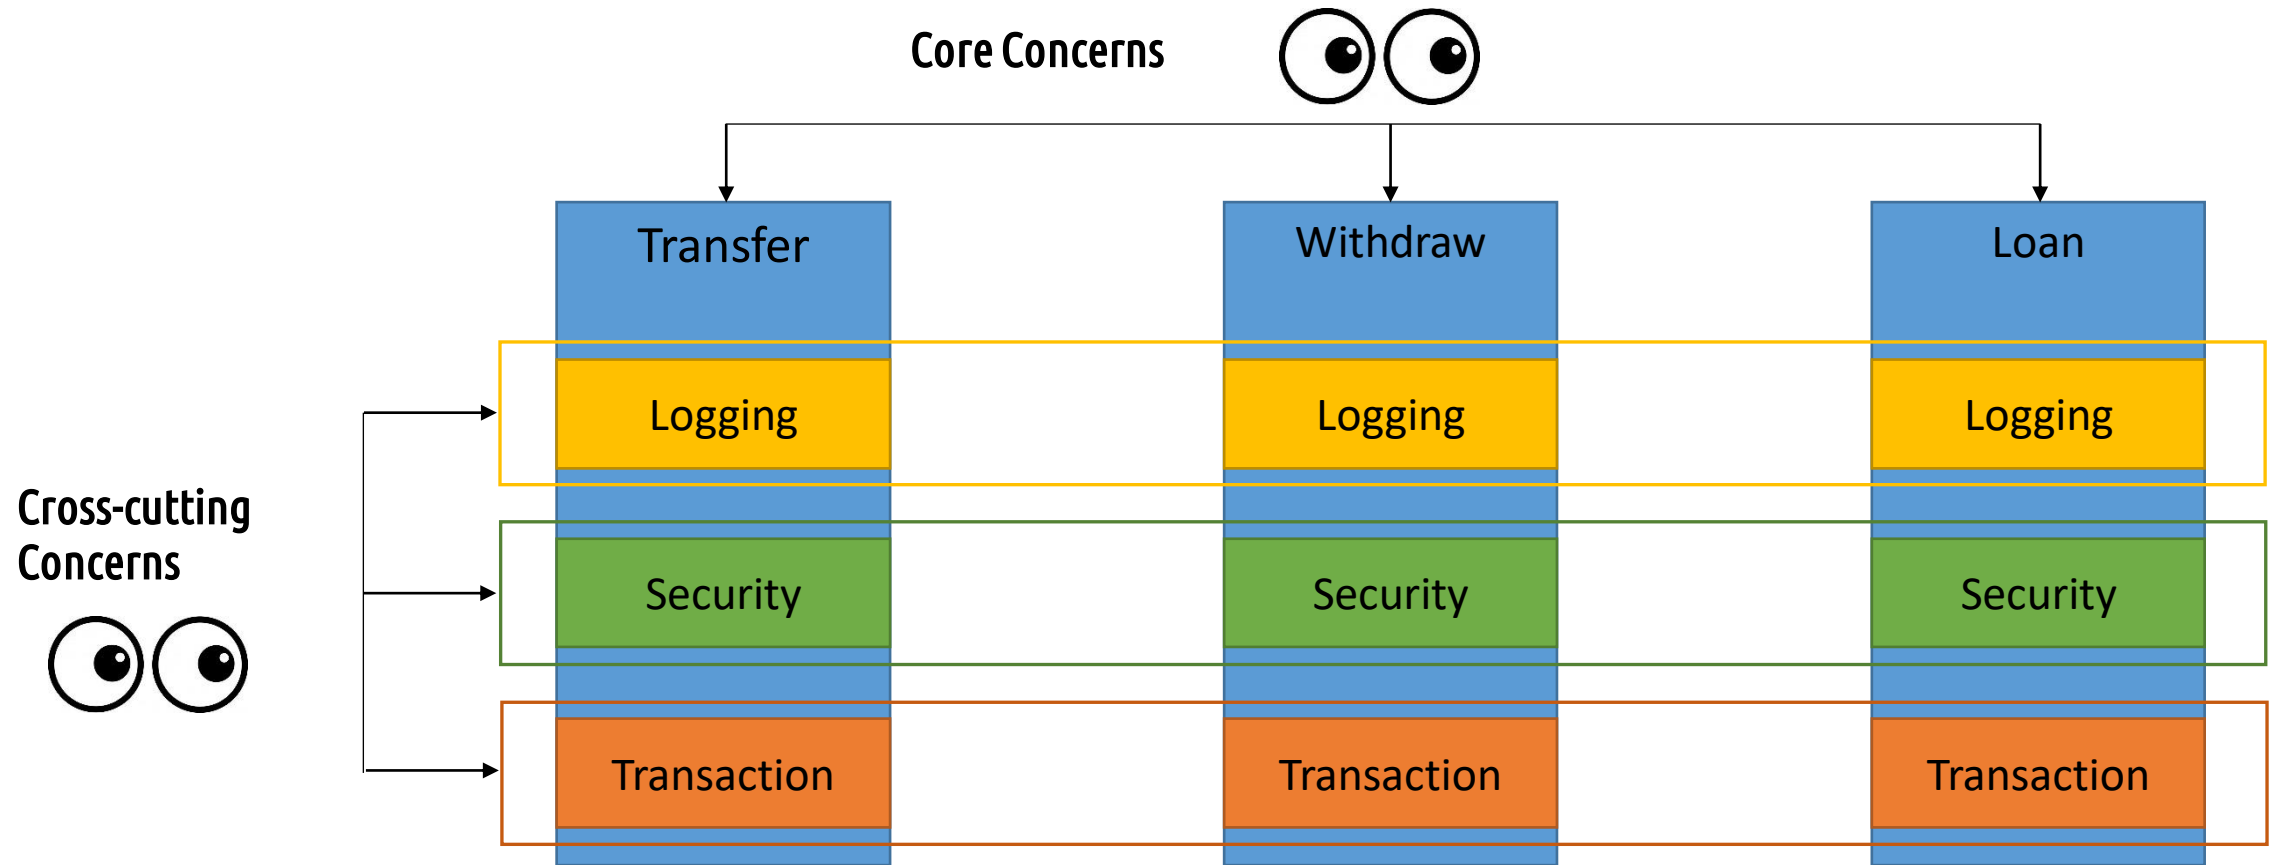 Core Concerns
Transfer
Withdraw
Loan
Logging
Logging
Logging
Cross-cutting
Concerns
Security
Security
Security
Transaction
Transaction
Transaction